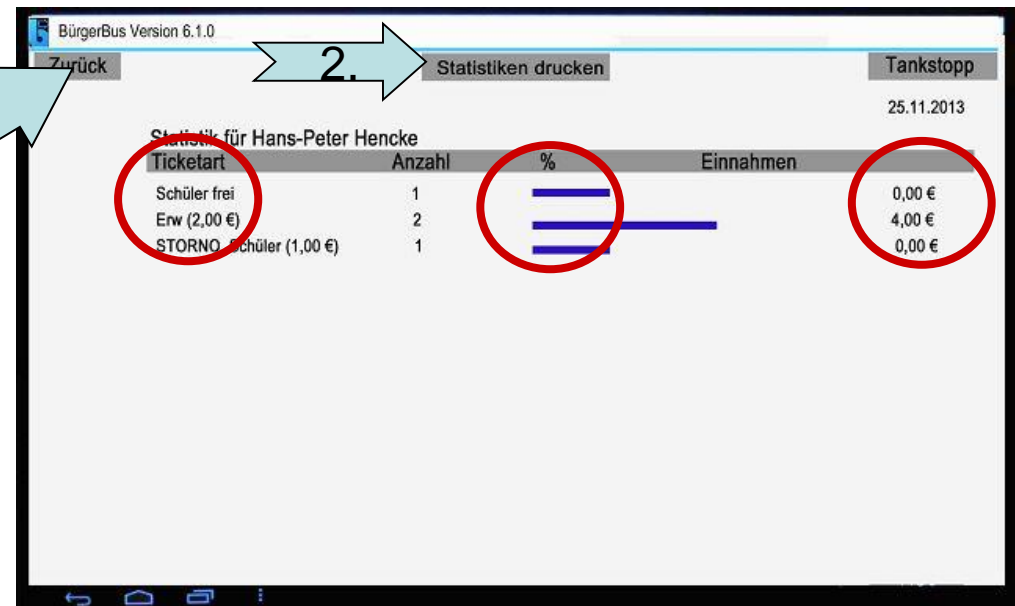 BürgerBus Version 6.1.0
Zurück 2. Statistiken drucken Tankstopp
25.11.2013
Statistik für Hans-Peter Hencke
Ticketart Anzahl % Einnahmen
Schüler frei 1 0,00 €
Erw (2,00 €) 2 4,00 €
STORNO Schüler (1,00 €) 1 0,00 €